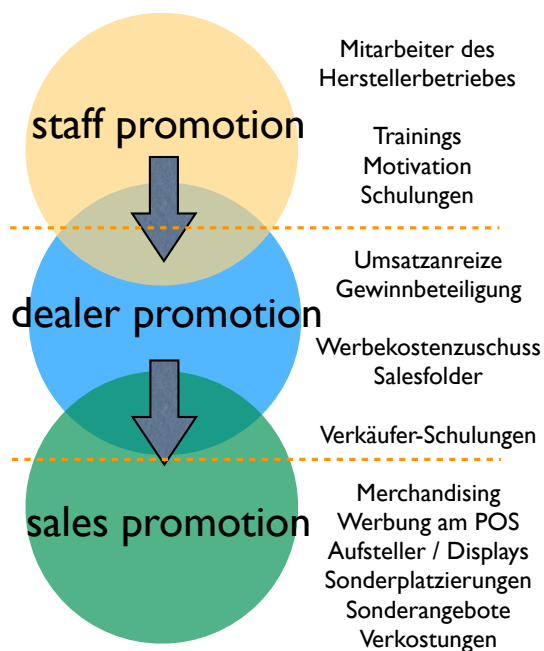 staff promotion
Mitarbeiter des
Herstellerbetriebes
Trainings
Motivation
Schulungen
dealer promotion
Umsatzanreize
Gewinnbeteiligung
Werbekostenzuschuss
Salesfolder
Verkäufer-Schulungen
sales promotion
Merchandising
Werbung am POS
Aufsteller / Displays
Sonderplatzierungen
Sonderangebote
Verkostungen